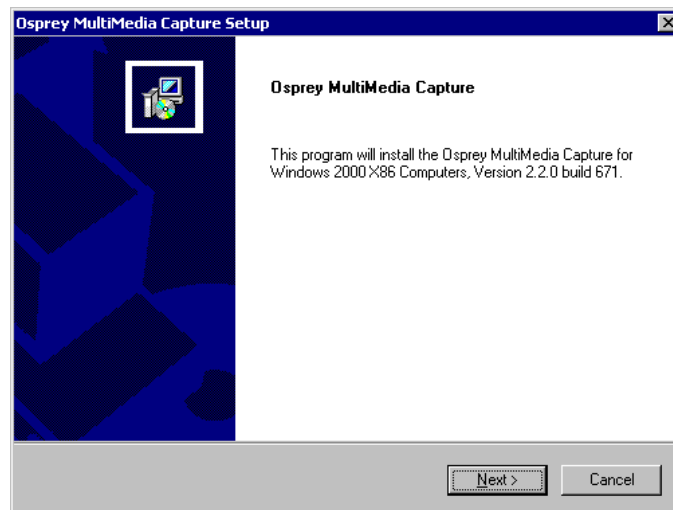 Osprey MultiMedia Capture Setup
Osprey MultiMedia Capture
This program will install the Osprey MultiMedia Capture for
Windows 2000 X86 Computers, Version 2.2.0 build 671.
Next > Cancel